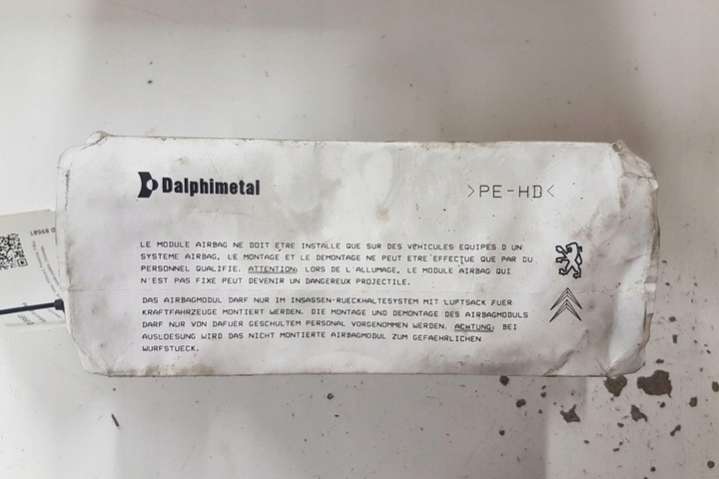 Dalphimetal
>PE-HD<
LE MODULE AIRBAG NE DOIT ETRE INSTALLE QUE SUR DES VEHICULES EQUIPES D UN
SYSTEME AIRBAG, LE MONTAGE ET LE DEMONTAGE NE PEUT ETRE EFFECTUE QUE PAR DU
PERSONNEL QUALIFIE. ATTENTION: LORS DE L'ALLUMAGE, LE MODULE AIRBAG QUI
N'EST PAS FIXE PEUT DEVENIR UN DANGEREUX PROJECTILE.
DAS AIRBAGMODUL DARF NUR IM INSASSEN-RUECKHALTESYSTEM MIT LUFTSACK FUER
KRAFTFAHRZEUGE MONTIERT WERDEN. DIE MONTAGE UND DEMONTAGE DES AIRBAGMODULS
DARF NUR VON DAFUER GESCHULTEM PERSONAL VORGENOMMEN WERDEN. ACHTUNG: BEI
AUSLOESUNG WIRD DAS NICHT MONTIERTE AIRBAGMODUL ZUM GEFAEHRLICHEN
WURFSTUECK.